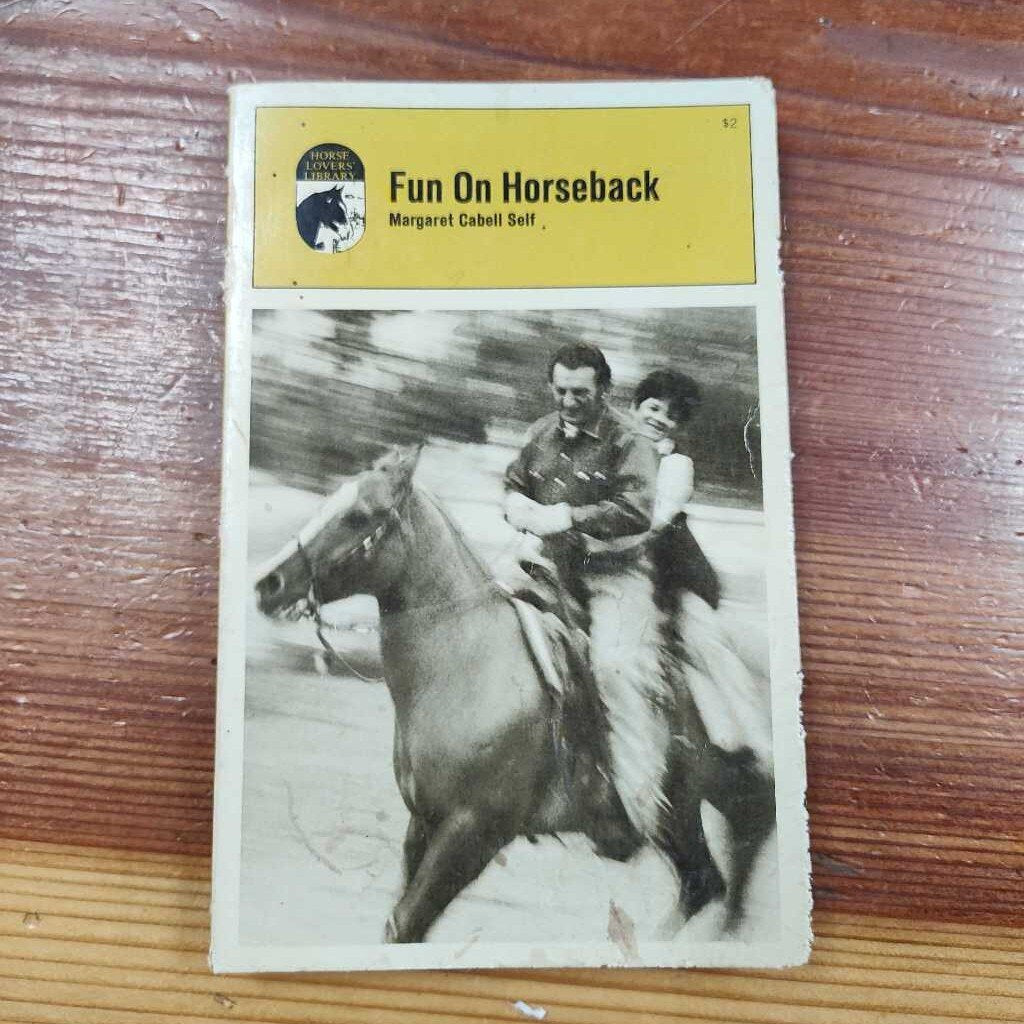 $2
HORSE
LOVERS'
LIBRARY
Fun On Horseback
Margaret Cabell Self